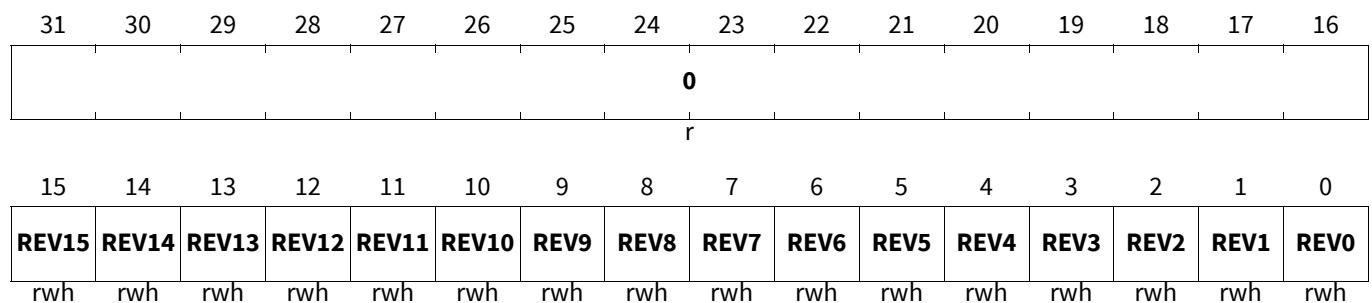 31 30 29 28 27 26 25 24 23 22 21 20 19 18 17 16
0
r
15 14 13 12 11 10 9 8 7 6 5 4 3 2 1 0
REV15 REV14 REV13 REV12 REV11 REV10 REV9 REV8 REV7 REV6 REV5 REV4 REV3 REV2 REV1 REV0
rwh rwh rwh rwh rwh rwh rwh rwh rwh rwh rwh rwh rwh rwh rwh rwh